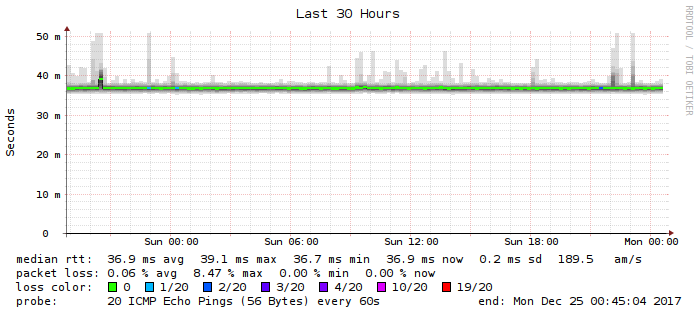 Last 30 Hours
RRDTOOL / TOBI OETIKER
Seconds
50 m
40 m
30 m
20 m
10 m
0
Sun 00:00 Sun 06:00 Sun 12:00 Sun 18:00 Mon 00:00
median rtt: 36.9 ms avg 39.1 ms max 36.7 ms min 36.9 ms now 0.2 ms sd 189.5 am/s
packet loss: 0.06 % avg 8.47 % max 0.00 % min 0.00 % now
loss color: 0 1/20 2/20 3/20 4/20 10/20 19/20
probe: 20 ICMP Echo Pings (56 Bytes) every 60s end: Mon Dec 25 00:45:04 2017